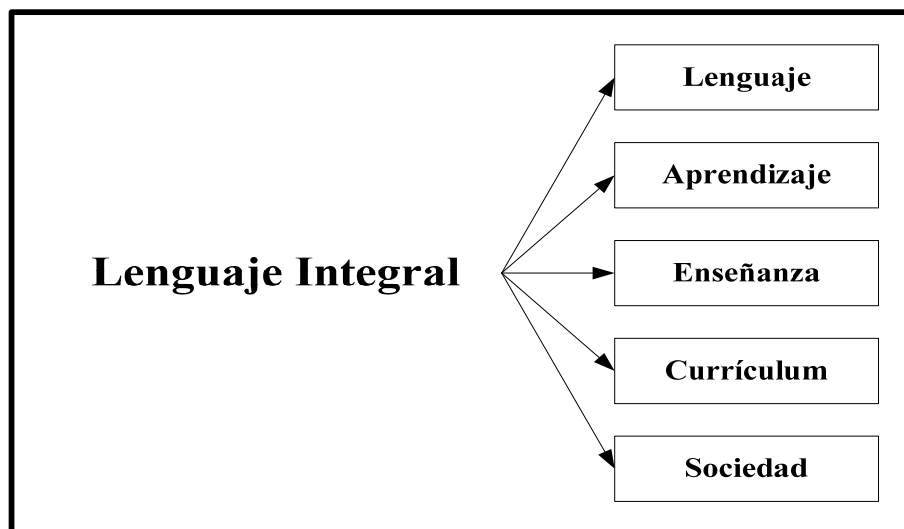 Lenguaje
Aprendizaje
Lenguaje Integral
Enseñanza
Currículum
Sociedad